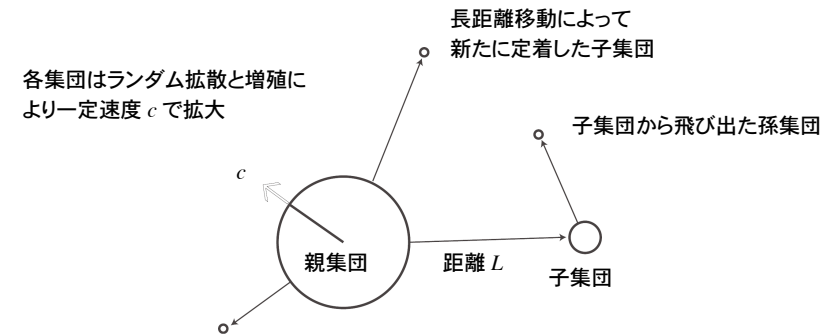 長距離移動によって
新たに定着した子集団
各集団はランダム拡散と増殖に
より一定速度 c で拡大
子集団から飛び出た孫集団
c
親集団
距離 L
子集団